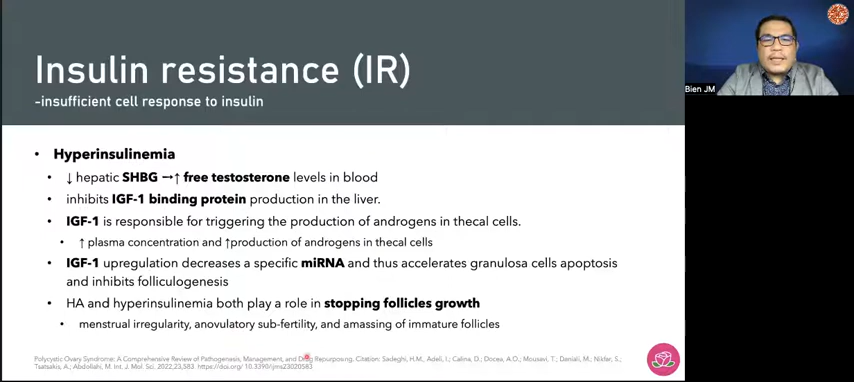 Insulin resistance (IR)
-insufficient cell response to insulin
Bien JM
• Hyperinsulinemia
• ↓ hepatic SHBG →↑ free testosterone levels in blood
• inhibits IGF-1 binding protein production in the liver.
• IGF-1 is responsible for triggering the production of androgens in thecal cells.
• ↑ plasma concentration and ↑production of androgens in thecal cells
• IGF-1 upregulation decreases a specific miRNA and thus accelerates granulosa cells apoptosis
and inhibits folliculogenesis
• HA and hyperinsulinemia both play a role in stopping follicles growth
• menstrual irregularity, anovulatory sub-fertility, and amassing of immature follicles
Polycystic Ovary Syndrome: A Comprehensive Review of Pathogenesis, Management, and Drug Repurposing. Citation: Sadeghi, H.M.; Adeli, I.; Calina, D.; Docea, A.O.; Mousavi, T.; Daniali, M.; Nikfar, S.;
Tsatsakis, A.; Abdollahi, M. Int. J. Mol. Sci. 2022,23,583 https://doi.org/ 10.3390/ijms23020583